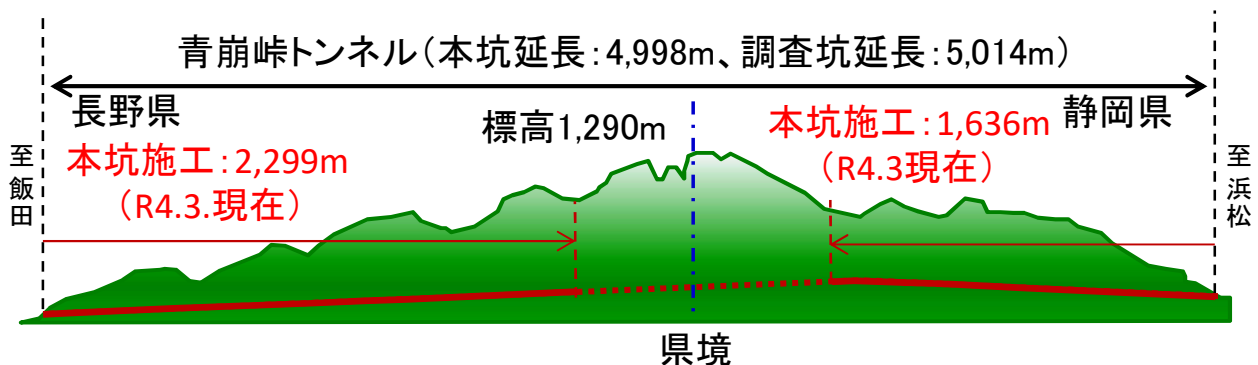 青崩峠トンネル（本坑延長：4,998m、調査坑延長：5,014m）
長野県
静岡県
標高1,290m
本坑施工：2,299m
（R4.3.現在）
本坑施工：1,636m
（R4.3現在）
至飯田
至浜松
県境